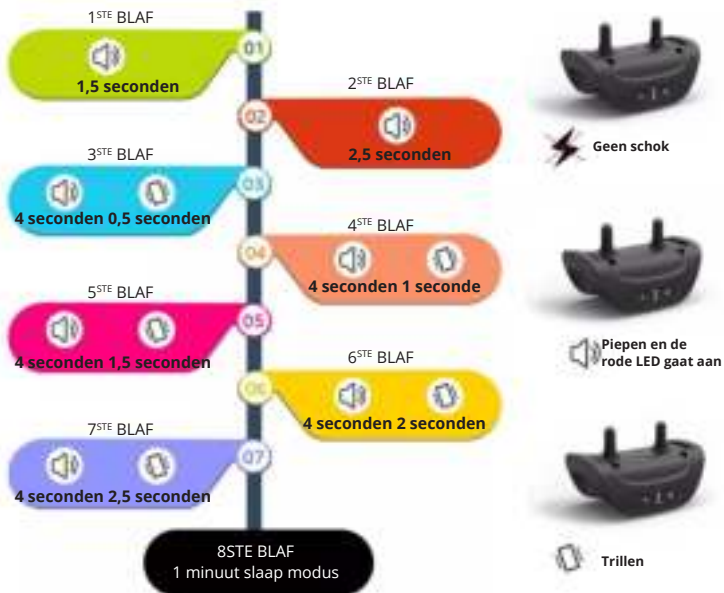 1STE BLAF
01
1,5 seconden
2STE BLAF
02
2,5 seconden
3STE BLAF
03
4 seconden 0,5 seconden
4STE BLAF
04
4 seconden 1 seconde
5STE BLAF
05
4 seconden 1,5 seconden
6STE BLAF
06
4 seconden 2 seconden
7STE BLAF
07
4 seconden 2,5 seconden
8STE BLAF
1 minuut slaap modus
Geen schok
Piepen en de
rode LED gaat aan
Trillen